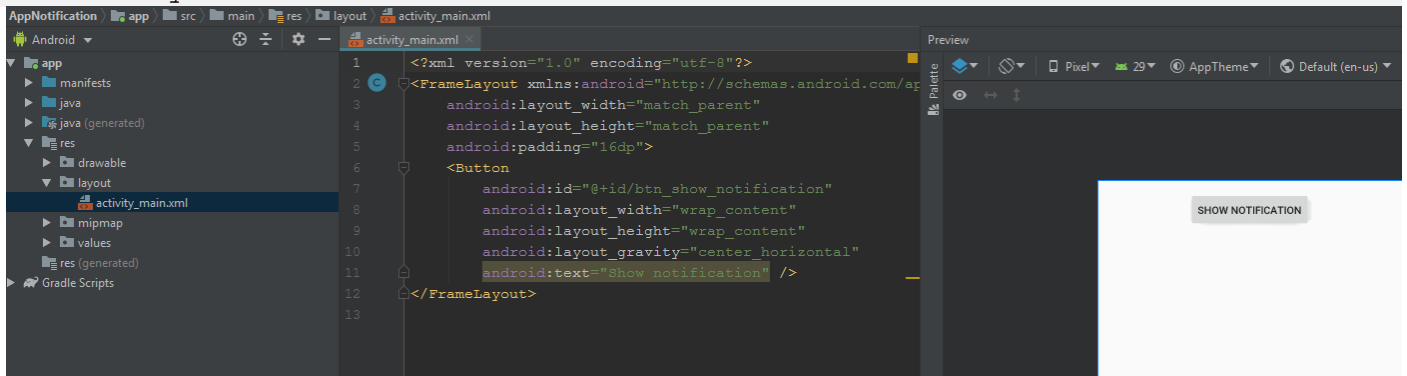 AppNotification app src main res layout activity_main.xml
Android
activity_main.xml
Preview
app
manifests
java
java (generated)
res
drawable
layout
activity_main.xml
mipmap
values
res (generated)
Gradle Scripts
1 <?xml version="1.0" encoding="utf-8"?>
2 <FrameLayout xmlns:android="http://schemas.android.com/ap
3 android:layout_width="match_parent"
4 android:layout_height="match_parent"
5 android:padding="16dp">
6 <Button
7 android:id="@+id/btn_show_notification"
8 android:layout_width="wrap_content"
9 android:layout_height="wrap_content"
10 android:layout_gravity="center_horizontal"
11 android:text="Show notification" />
12 </FrameLayout>
13
Palette
Pixel 29 AppTheme Default (en-us)
SHOW NOTIFICATION